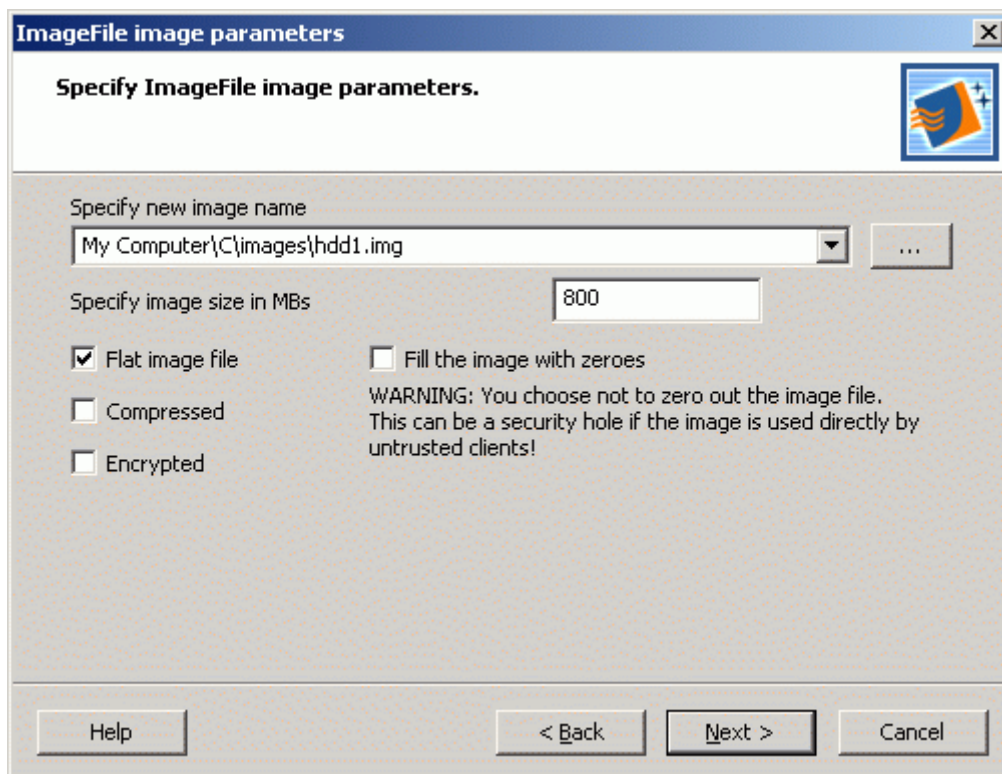 ImageFile image parameters
Specify ImageFile image parameters.
Specify new image name
My Computer\C\images\hdd1.img
...
Specify image size in MBs
800
Flat image file
Fill the image with zeroes
Compressed
WARNING: You choose not to zero out the image file.
This can be a security hole if the image is used directly by
untrusted clients!
Encrypted
Help
< Back
Next >
Cancel